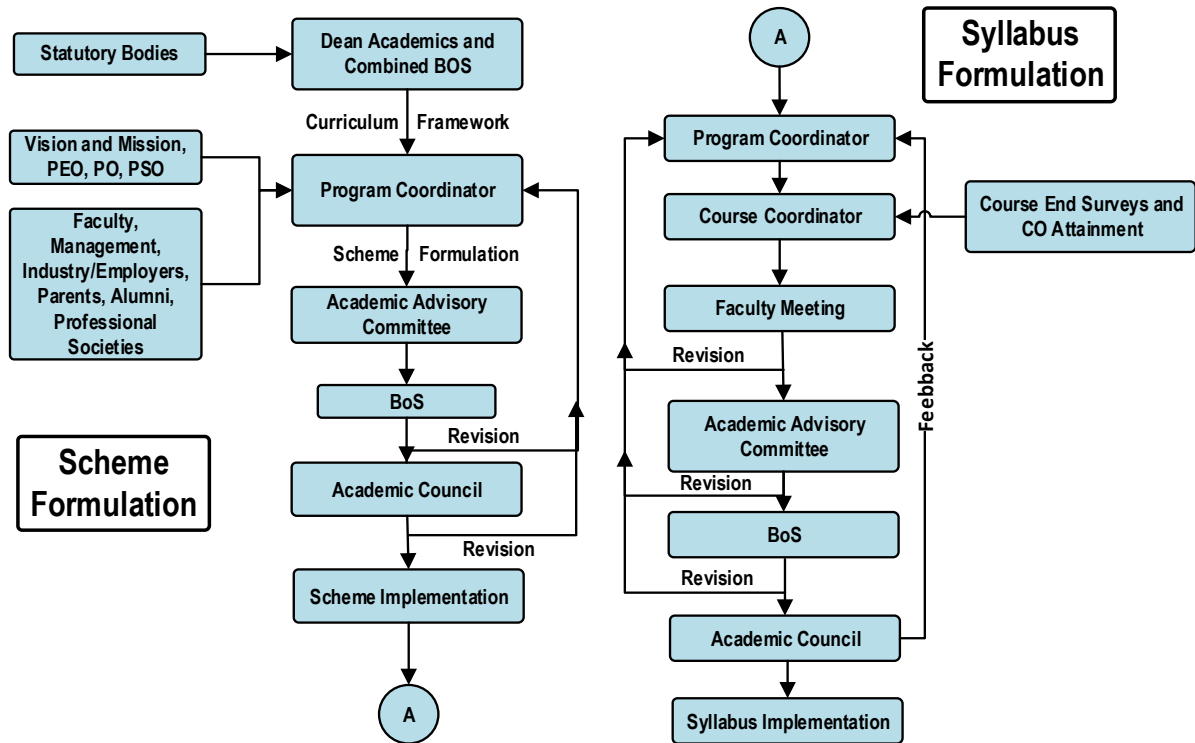 Statutory Bodies
Dean Academics and
Combined BOS
Curriculum Framework
Vision and Mission,
PEO, PO, PSO
Program Coordinator
Faculty,
Management,
Industry/Employers,
Parents, Alumni,
Professional
Societies
Scheme Formulation
Academic Advisory
Committee
BoS
Revision
Scheme
Formulation
Academic Council
Revision
Scheme Implementation
A
A
Syllabus
Formulation
Program Coordinator
Course Coordinator
Course End Surveys and
CO Attainment
Faculty Meeting
Revision
Feebback
Academic Advisory
Committee
Revision
BoS
Revision
Academic Council
Syllabus Implementation